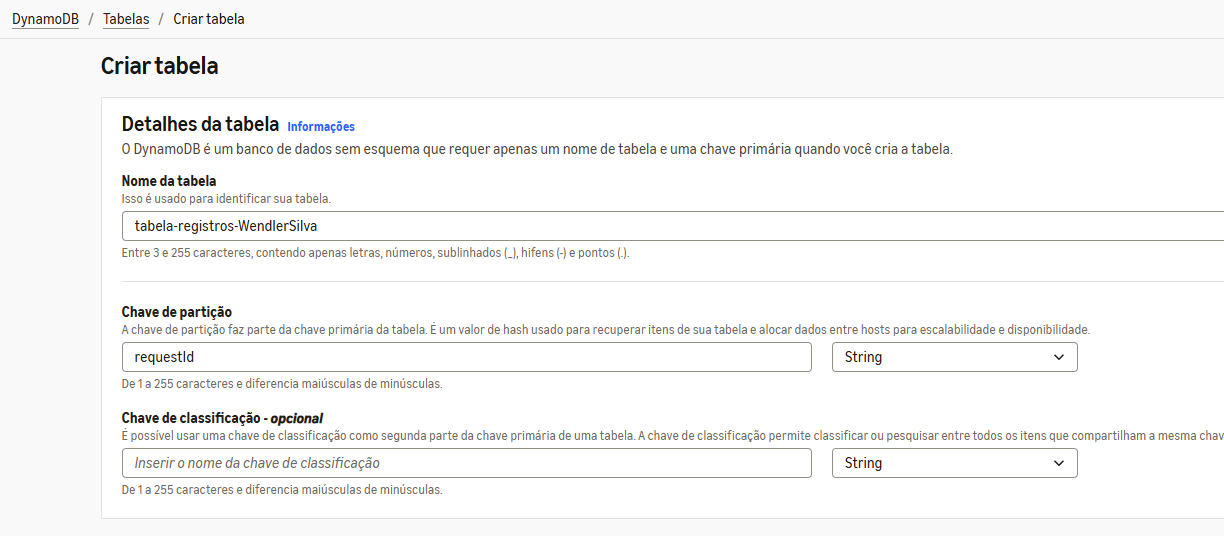 DynamoDB / Tabelas / Criar tabela
Criar tabela
Detalhes da tabela Informações
O DynamoDB é um banco de dados sem esquema que requer apenas um nome de tabela e uma chave primária quando você cria a tabela.
Nome da tabela
Isso é usado para identificar sua tabela.
tabela-registros-WendlerSilva
Entre 3 e 255 caracteres, contendo apenas letras, números, sublinhados (_), hifens (-) e pontos (.).
Chave de partição
A chave de partição faz parte da chave primária da tabela. É um valor de hash usado para recuperar itens de sua tabela e alocar dados entre hosts para escalabilidade e disponibilidade.
requestId String
De 1 a 255 caracteres e diferencia maiúsculas de minúsculas.
Chave de classificação - opcional
É possível usar uma chave de classificação como segunda parte da chave primária de uma tabela. A chave de classificação permite classificar ou pesquisar entre todos os itens que compartilham a mesma chav
Inserir o nome da chave de classificação String
De 1 a 255 caracteres e diferencia maiúsculas de minúsculas.